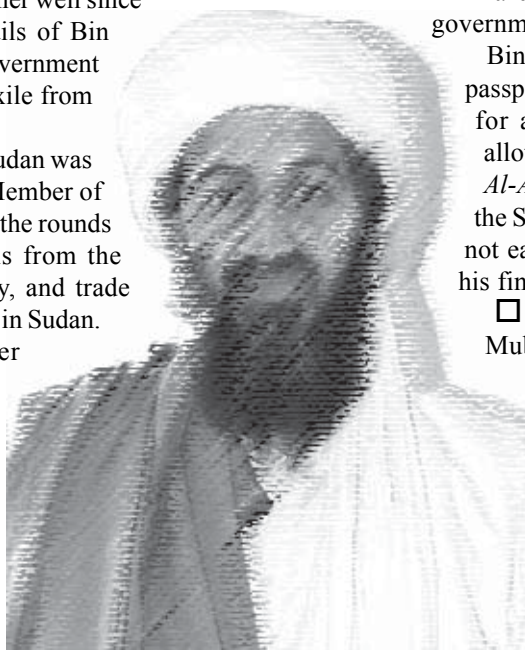 her well since
ils of Bin
vernment
xile from
udan was
Member of
the rounds
s from the
y, and trade
in Sudan.
er
governm
Bin
passp
for a
allo
Al-A
the S
not ea
his fin
Mul